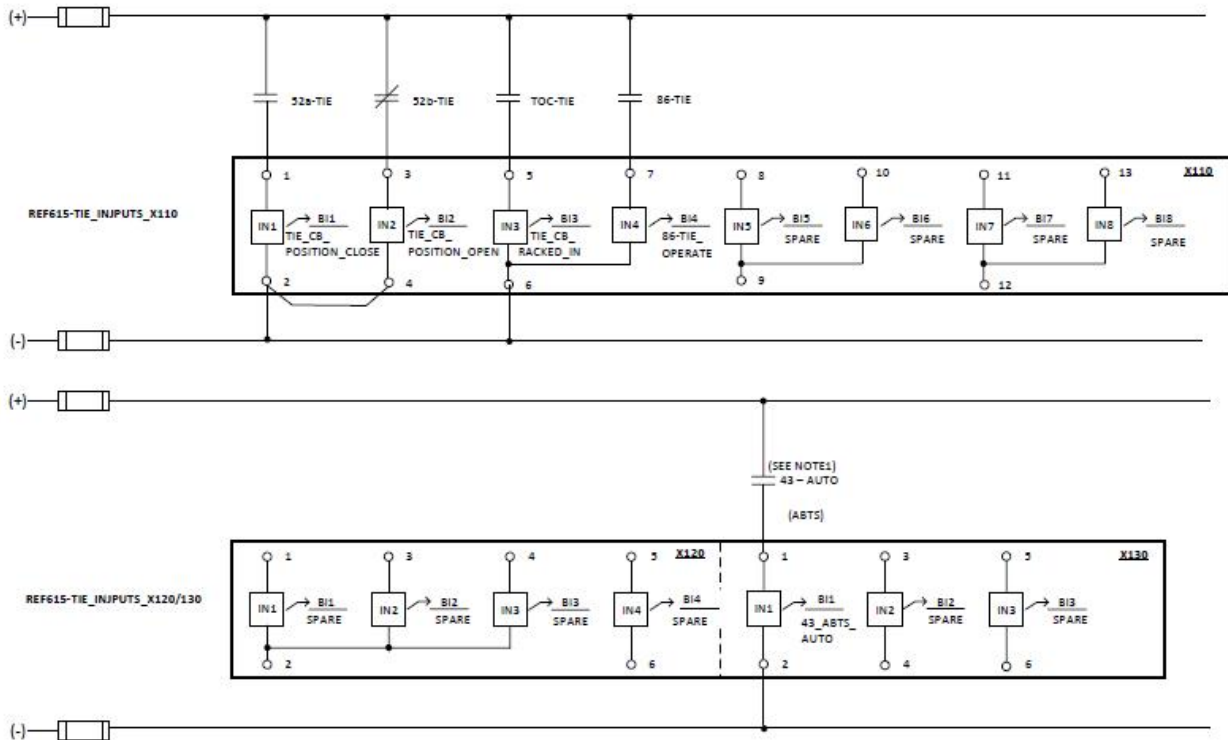 (+)
52a-TIE
52b-TIE
TOC-TIE
86-TIE
1
3
5
7
8
10
11
13
X110
REF615-TIE_INJPUTS_X110
IN1
BI1
TIE_CB_
POSITION_CLOSE
IN2
BI2
TIE_CB_
POSITION_OPEN
IN3
BI3
TIE_CB_
RACKED_IN
IN4
BI4
86-TIE_
OPERATE
IN5
BI5
SPARE
IN6
BI6
SPARE
IN7
BI7
SPARE
IN8
BI8
SPARE
2
4
6
9
12
(-)
(+)
(SEE NOTE1)
43 – AUTO
(ABTS)
1
3
4
5
X120
1
3
5
X130
REF615-TIE_INJPUTS_X120/130
IN1
BI1
SPARE
IN2
BI2
SPARE
IN3
BI3
SPARE
IN4
BI4
SPARE
IN1
BI1
43_ABTS_
AUTO
IN2
BI2
SPARE
IN3
BI3
SPARE
2
6
2
4
6
(-)